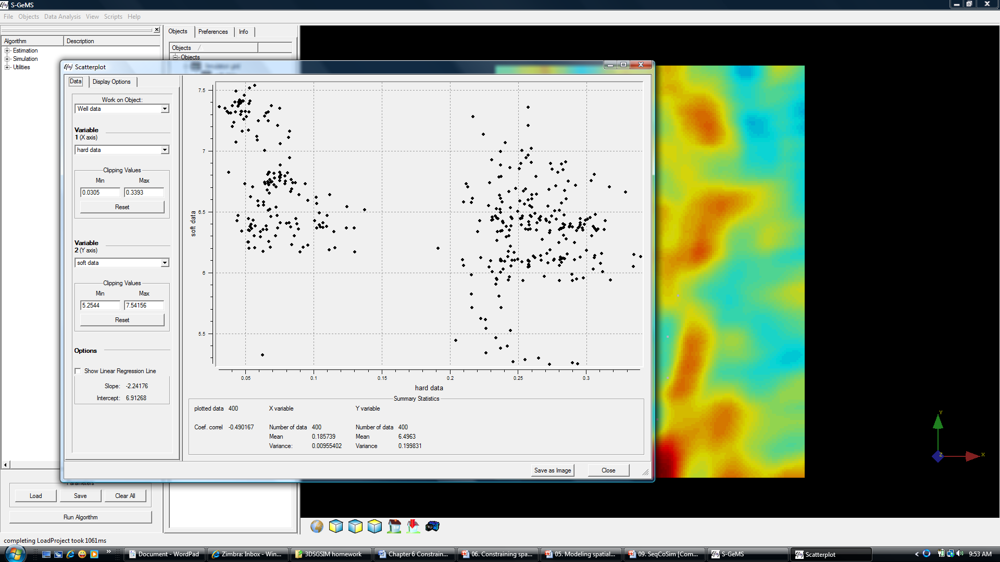 S-GeMS
File Objects Data Analysis View Scripts Help
Algorithm Description
Estimation
Simulation
Utilities
Objects Preferences Info
Objects
Objects
Scatterplot
Data Display Options
Work on Object:
Well data
Variable
1 (X axis)
hard data
Clipping Values
Min Max
0.0305 0.3393
Reset
Variable
2 (Y axis)
soft data
Clipping Values
Min Max
5.2544 7.54156
Reset
Options
Show Linear Regression Line
Slope: -2.24176
Intercept: 6.91268
7.5
7
6.5
6
5.5
soft data
0.05 0.1 0.15 0.2 0.25 0.3
hard data
Summary Statistics
plotted data 400 X variable Y variable
Coef. correl -0.490167 Number of data 400 Number of data 400
Mean 0.185739 Mean 6.4963
Variance: 0.00955402 Variance 0.199831
Save as Image Close
Parameters
Load Save Clear All
Run Algorithm
Y
Z X
completing LoadProject took 1061ms
Document - WordPad Zimbra: Inbox - Win... 3DSGSIM homework Chapter 6 Constrain... 06. Constraining spa... 05. Modeling spatial... 09. SeqCoSim [Com... S-GeMS Scatterplot 9:53 AM